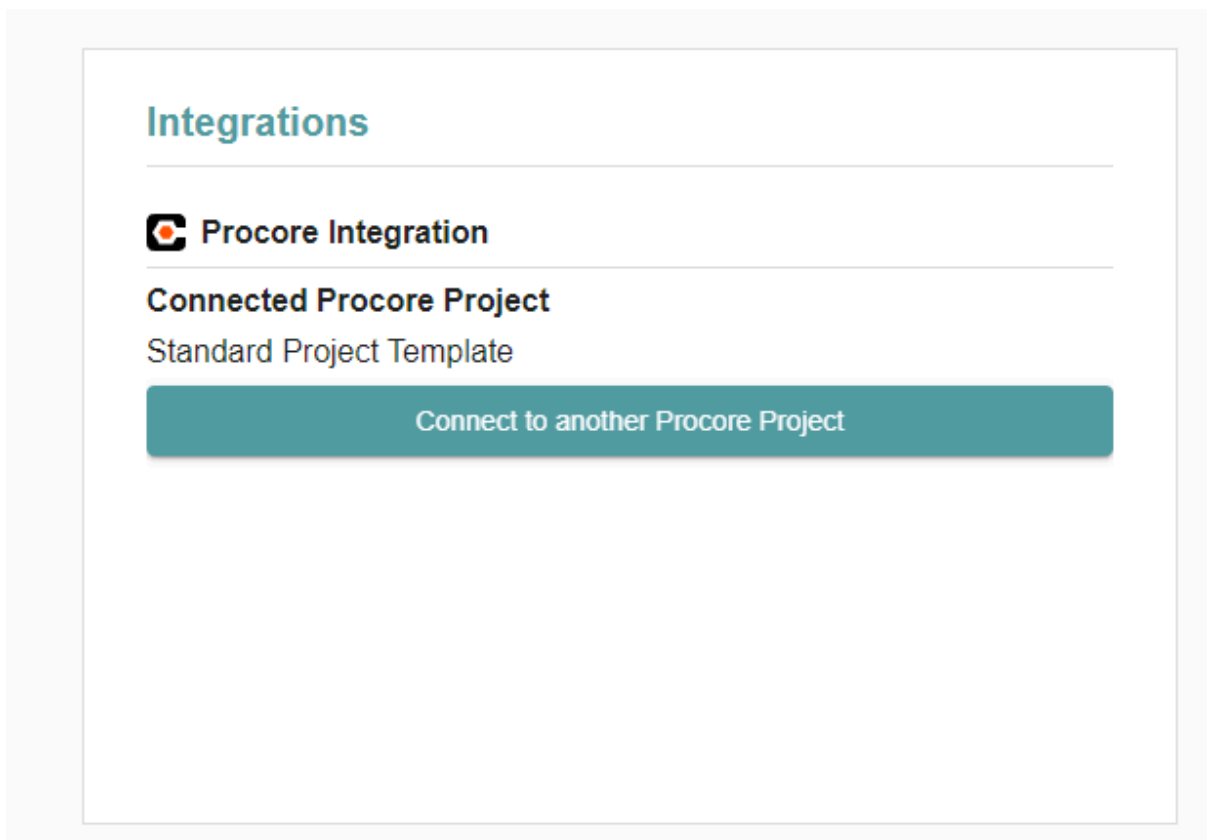 Integrations
Procore Integration
Connected Procore Project
Standard Project Template
Connect to another Procore Project